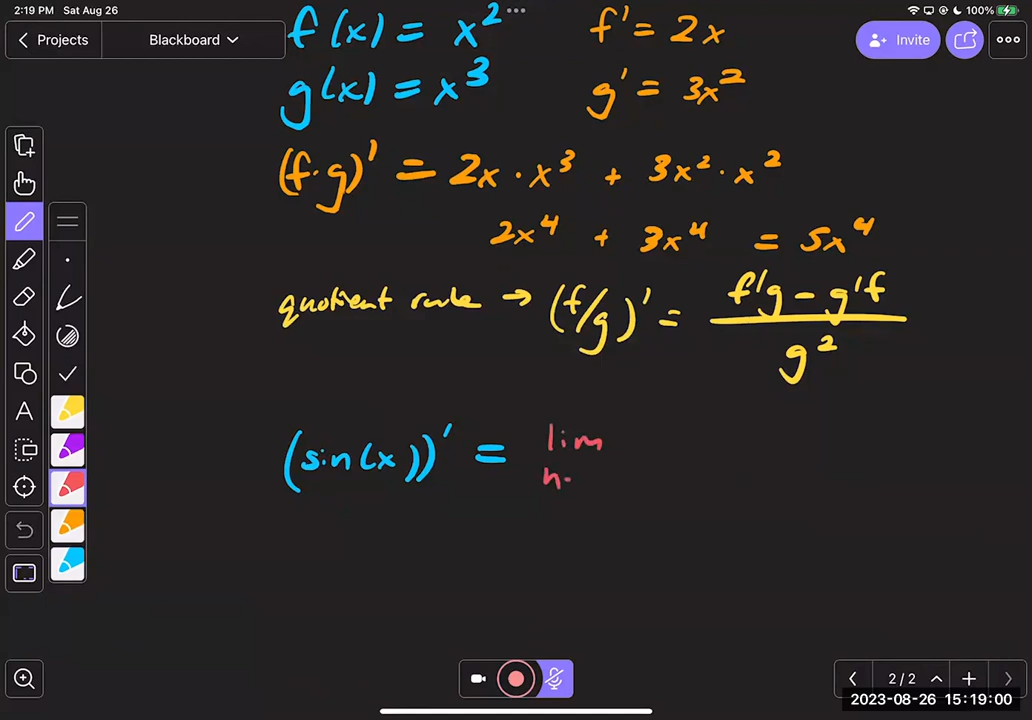 2:19 PM Sat Aug 26 100%
Projects Blackboard Invite
f(x) = x² f' = 2x
g(x) = x³ g' = 3x²
(f·g)' = 2x · x³ + 3x² · x²
2x⁴ + 3x⁴ = 5x⁴
quotient rule → (f/g)' = f'g - g'f
g²
(sin(x))' = lim
h
A
2/2
2023-08-26 15:19:00